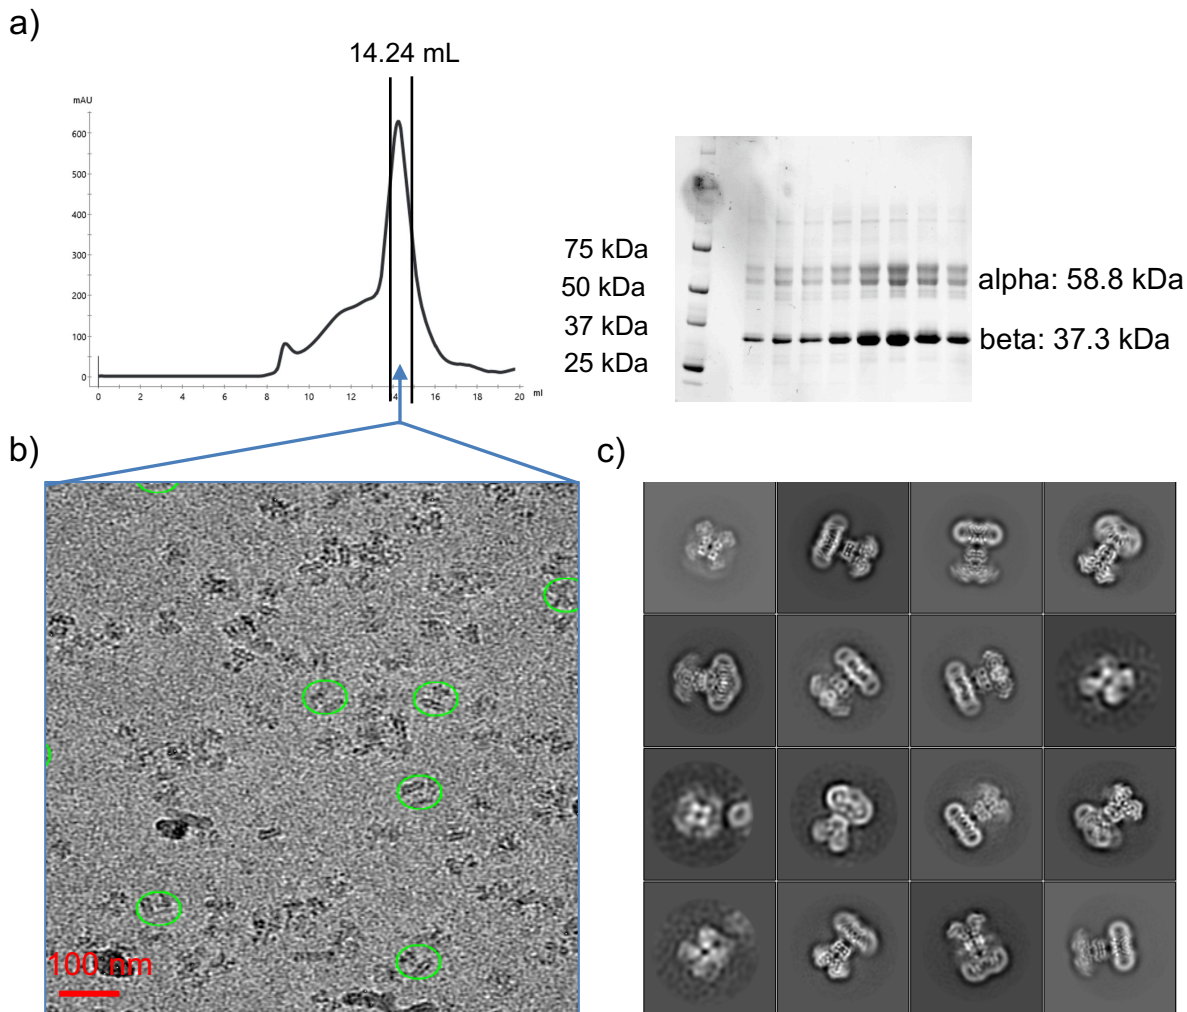 a)
14.24 mL
mAU
600
500
400
300
200
100
0
0 2 4 6 8 10 12 4 16 18 20 ml
75 kDa
50 kDa
37 kDa
25 kDa
alpha: 58.8 kDa
beta: 37.3 kDa
b)
100 nm
c)